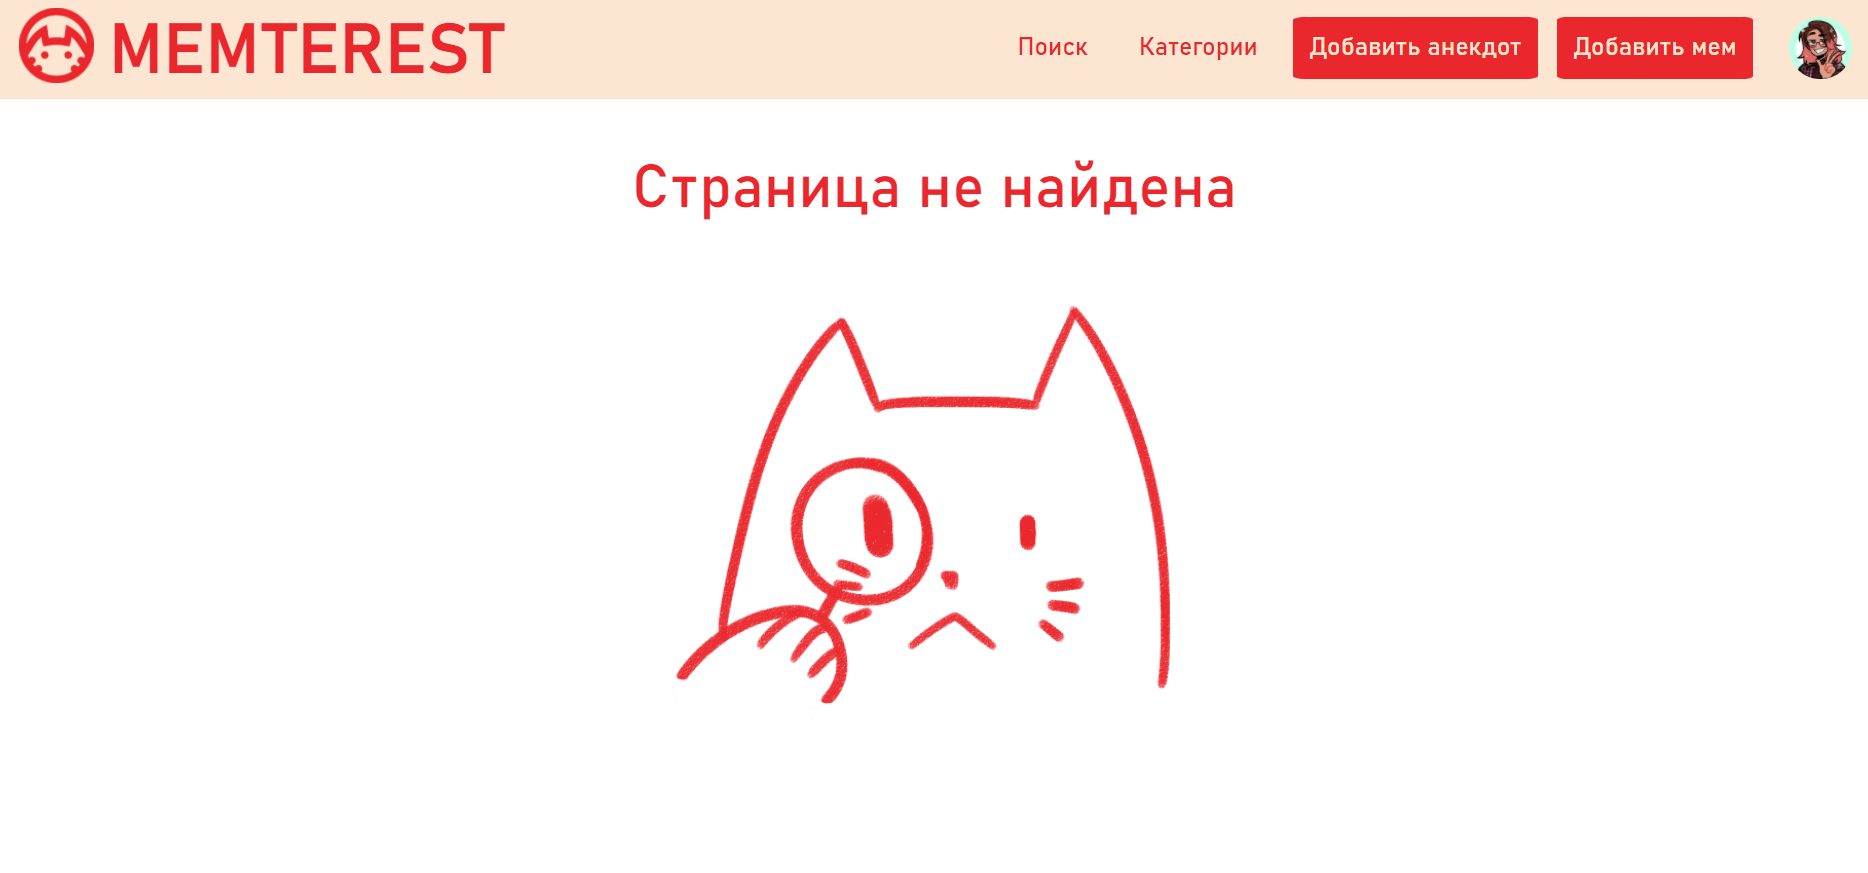 MEMTEREST
Поиск
Категории
Добавить анекдот
Добавить мем
Страница не найдена